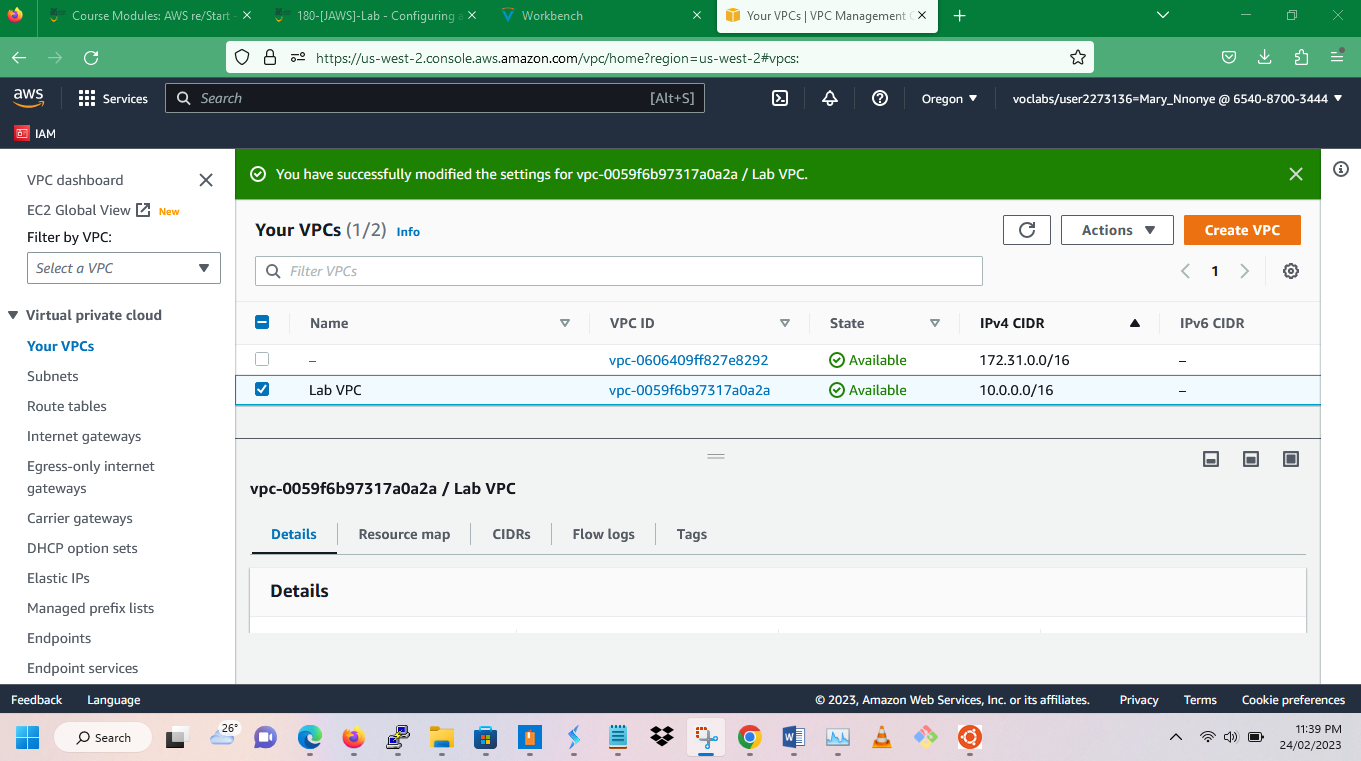 Course Modules: AWS re/Start -
180-[JAWS]-Lab - Configuring a
Workbench
Your VPCs | VPC Management C
https://us-west-2.console.aws.amazon.com/vpc/home?region=us-west-2#vpcs:
aws
Services
Search
[Alt+S]
Oregon
voclabs/user2273136=Mary_Nnonye @ 6540-8700-3444
IAM
VPC dashboard
EC2 Global View New
Filter by VPC:
Select a VPC
Virtual private cloud
Your VPCs
Subnets
Route tables
Internet gateways
Egress-only internet
gateways
Carrier gateways
DHCP option sets
Elastic IPs
Managed prefix lists
Endpoints
Endpoint services
You have successfully modified the settings for vpc-0059f6b97317a0a2a / Lab VPC.
Your VPCs (1/2) Info
Actions
Create VPC
Filter VPCs
1
Name VPC ID State IPv4 CIDR IPv6 CIDR
– vpc-0606409ff827e8292 Available 172.31.0.0/16 –
Lab VPC vpc-0059f6b97317a0a2a Available 10.0.0.0/16 –
vpc-0059f6b97317a0a2a / Lab VPC
Details Resource map CIDRs Flow logs Tags
Details
Feedback Language © 2023, Amazon Web Services, Inc. or its affiliates. Privacy Terms Cookie preferences
Search
26°
11:39 PM
24/02/2023